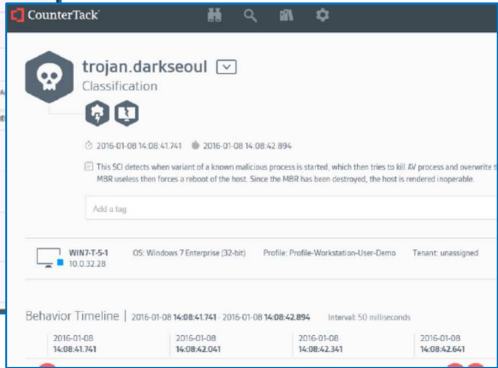 CounterTack
trojan.darkseoul
Classification
2016-01-08 14:08:41.741 2016-01-08 14:08:42.894
This SCI detects when variant of a known malicious process is started, which then tries to kill AV process and overwrite t
MBR useless then forces a reboot of the host. Since the MBR has been destroyed, the host is rendered inoperable.
Add a tag
WIN7-T-5-1 OS: Windows 7 Enterprise (32-bit) Profile: Profile-Workstation-User-Demo Tenant: unassigned
10.0.32.28
Behavior Timeline | 2016-01-08 14:08:41.741 - 2016-01-08 14:08:42.894 Interval: 50 milliseconds
2016-01-08 2016-01-08 2016-01-08 2016-01-08
14:08:41.741 14:08:42.041 14:08:42.341 14:08:42.641